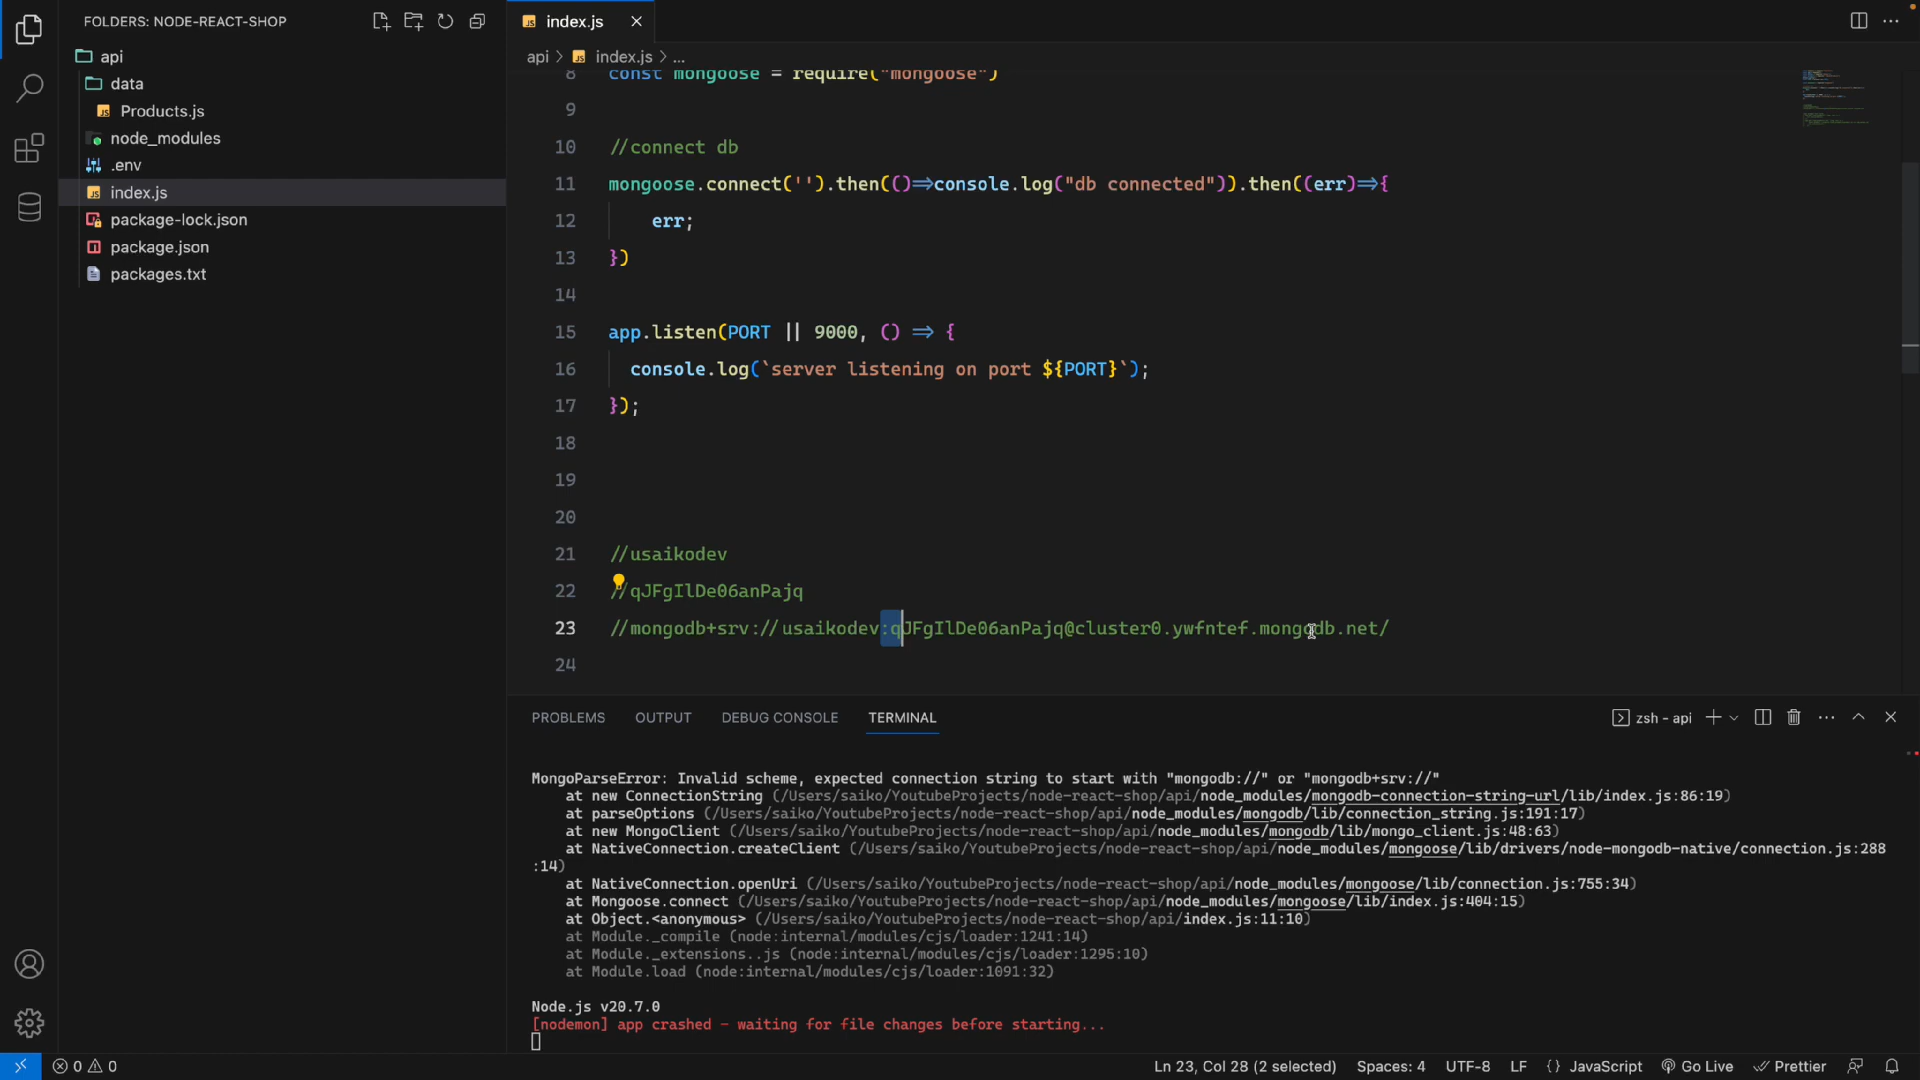 FOLDERS: NODE-REACT-SHOP
api
data
Products.js
node_modules
.env
index.js
package-lock.json
package.json
packages.txt
index.js
api > index.js > ...
8 const mongoose = require("mongoose")
9
10 //connect db
11 mongoose.connect('').then(()=>console.log("db connected")).then((err)=>{
12 err;
13 })
14
15 app.listen(PORT || 9000, () => {
16 console.log(`server listening on port ${PORT}`);
17 });
18
19
20
21 //usaikodev
22 //qJFgIlDe06anPajq
23 //mongodb+srv://usaikodev:qJFgIlDe06anPajq@cluster0.ywfntef.mongodb.net/
24
PROBLEMS OUTPUT DEBUG CONSOLE TERMINAL
zsh - api
MongoParseError: Invalid scheme, expected connection string to start with "mongodb://" or "mongodb+srv://"
at new ConnectionString (/Users/saiko/YoutubeProjects/node-react-shop/api/node_modules/mongodb-connection-string-url/lib/index.js:86:19)
at parseOptions (/Users/saiko/YoutubeProjects/node-react-shop/api/node_modules/mongodb/lib/connection_string.js:191:17)
at new MongoClient (/Users/saiko/YoutubeProjects/node-react-shop/api/node_modules/mongodb/lib/mongo_client.js:48:63)
at NativeConnection.createClient (/Users/saiko/YoutubeProjects/node-react-shop/api/node_modules/mongoose/lib/drivers/node-mongodb-native/connection.js:288
:14)
at NativeConnection.openUri (/Users/saiko/YoutubeProjects/node-react-shop/api/node_modules/mongoose/lib/connection.js:755:34)
at Mongoose.connect (/Users/saiko/YoutubeProjects/node-react-shop/api/node_modules/mongoose/lib/index.js:404:15)
at Object.<anonymous> (/Users/saiko/YoutubeProjects/node-react-shop/api/index.js:11:10)
at Module._compile (node:internal/modules/cjs/loader:1241:14)
at Module._extensions..js (node:internal/modules/cjs/loader:1295:10)
at Module.load (node:internal/modules/cjs/loader:1091:32)
Node.js v20.7.0
[nodemon] app crashed - waiting for file changes before starting...
0 0 Ln 23, Col 28 (2 selected) Spaces: 4 UTF-8 LF {} JavaScript Go Live Prettier